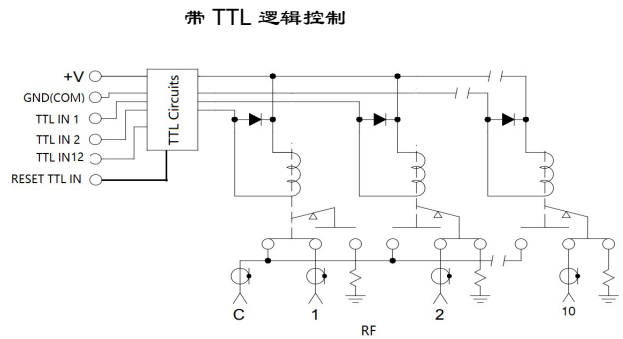 带 TTL 逻辑控制
+V
GND(COM)
TTL IN 1
TTL IN 2
TTL IN12
RESET TTL IN
TTL Circuits
C
1
2
10
RF